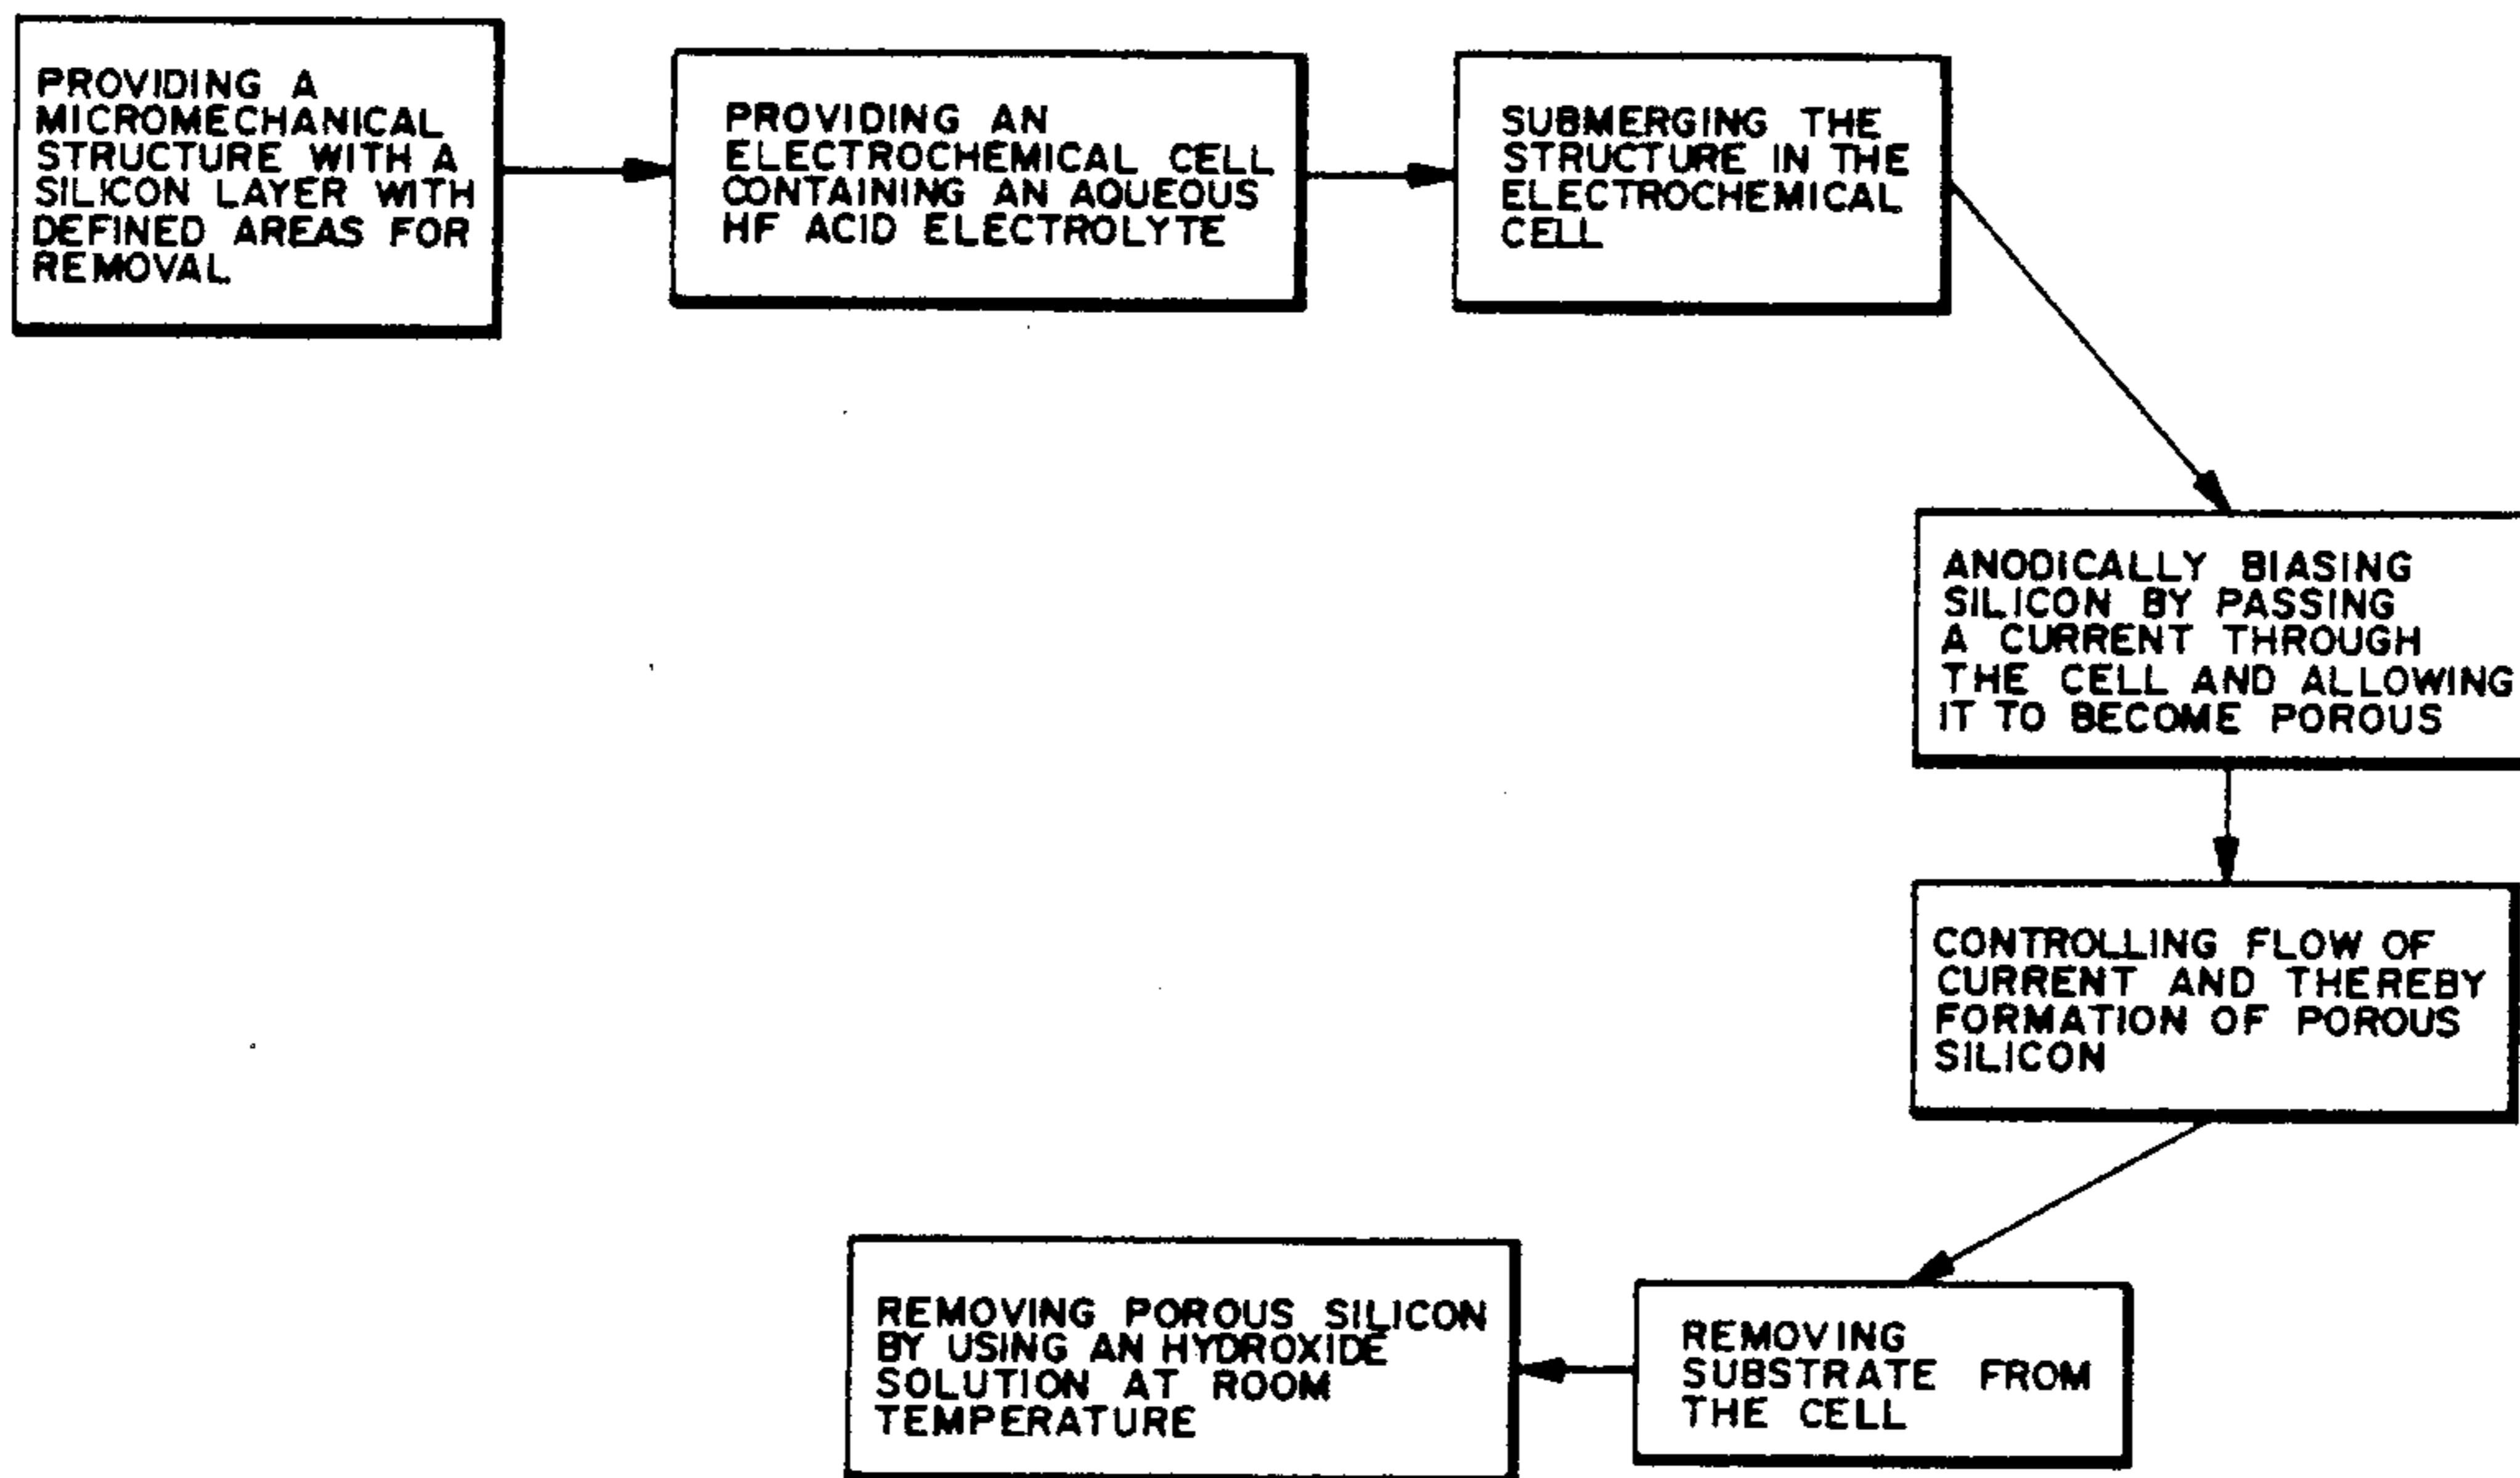 PROVIDING A
MICROMECHANICAL
STRUCTURE WITH A
SILICON LAYER WITH
DEFINED AREAS FOR
REMOVAL
PROVIDING AN
ELECTROCHEMICAL CELL
CONTAINING AN AQUEOUS
HF ACID ELECTROLYTE
SUBMERGING THE
STRUCTURE IN THE
ELECTROCHEMICAL
CELL
ANODICALLY BIASING
SILICON BY PASSING
A CURRENT THROUGH
THE CELL AND ALLOWING
IT TO BECOME POROUS
CONTROLLING FLOW OF
CURRENT AND THEREBY
FORMATION OF POROUS
SILICON
REMOVING
SUBSTRATE FROM
THE CELL
REMOVING POROUS SILICON
BY USING AN HYDROXIDE
SOLUTION AT ROOM
TEMPERATURE